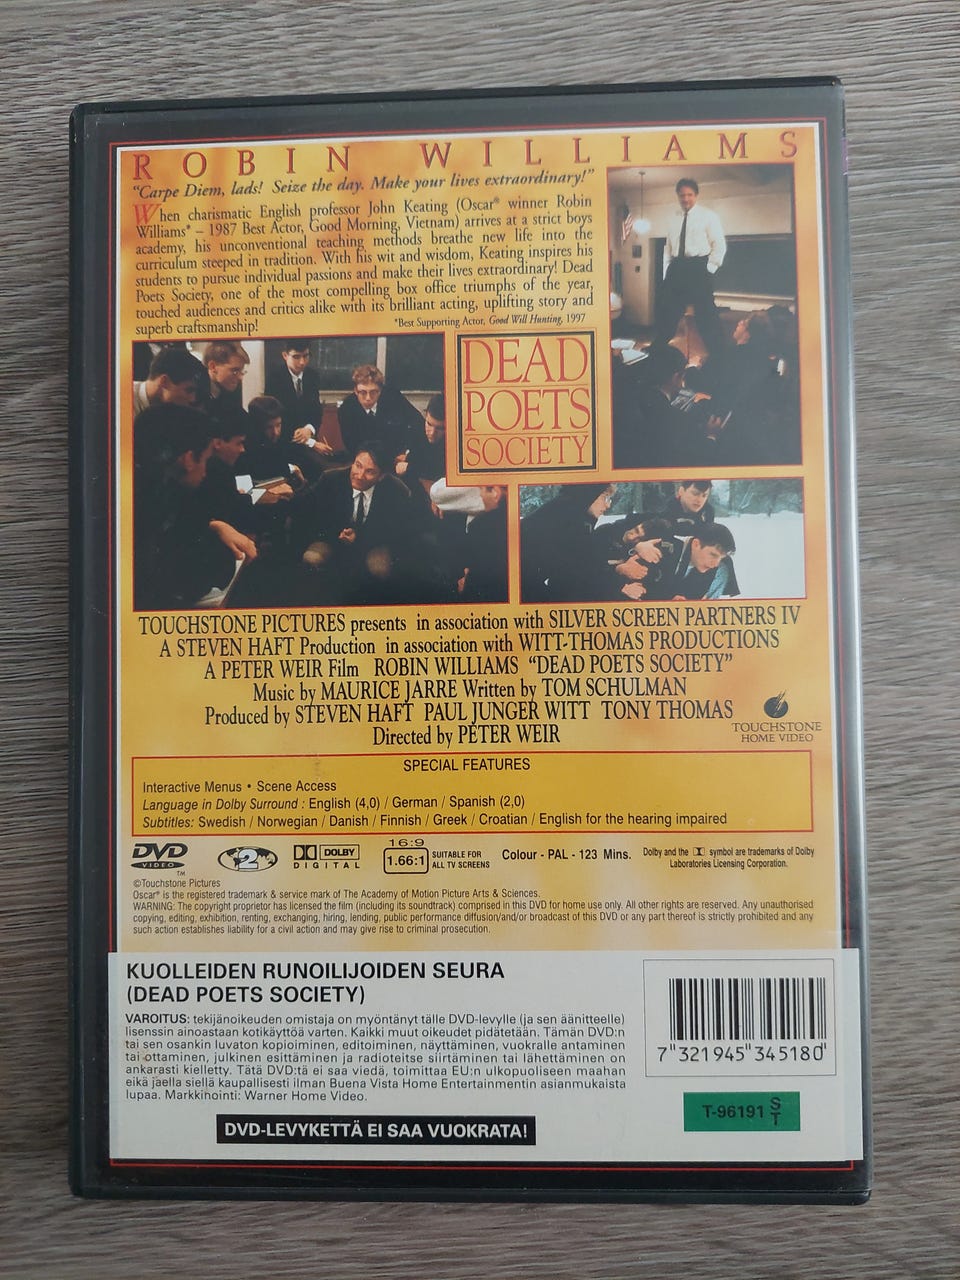 ROBIN WILLIAMS
"Carpe Diem, lads! Seize the day. Make your lives extraordinary!"
When charismatic English professor John Keating (Oscar® winner Robin
Williams* – 1987 Best Actor, Good Morning, Vietnam) arrives at a strict boys
academy, his unconventional teaching methods breathe new life into the
curriculum steeped in tradition. With his wit and wisdom, Keating inspires his
students to pursue individual passions and make their lives extraordinary! Dead
Poets Society, one of the most compelling box office triumphs of the year,
touched audiences and critics alike with its brilliant acting, uplifting story and
superb craftsmanship!
*Best Supporting Actor, Good Will Hunting, 1997
DEAD
POETS
SOCIETY
TOUCHSTONE PICTURES presents in association with SILVER SCREEN PARTNERS IV
A STEVEN HAFT Production in association with WITT-THOMAS PRODUCTIONS
A PETER WEIR Film ROBIN WILLIAMS "DEAD POETS SOCIETY"
Music by MAURICE JARRE Written by TOM SCHULMAN
Produced by STEVEN HAFT PAUL JUNGER WITT TONY THOMAS
Directed by PETER WEIR
TOUCHSTONE
HOME VIDEO
SPECIAL FEATURES
Interactive Menus • Scene Access
Language in Dolby Surround : English (4,0) / German / Spanish (2,0)
Subtitles: Swedish / Norwegian / Danish / Finnish / Greek / Croatian / English for the hearing impaired
DVD
VIDEO
TM
2
DOLBY
DIGITAL
16:9
1.66:1
SUITABLE FOR
ALL TV SCREENS
Colour - PAL - 123 Mins.
Dolby and the symbol are trademarks of Dolby
Laboratories Licensing Corporation.
©Touchstone Pictures
Oscar® is the registered trademark & service mark of The Academy of Motion Picture Arts & Sciences.
WARNING: The copyright proprietor has licensed the film (including its soundtrack) comprised in this DVD for home use only. All other rights are reserved. Any unauthorised
copying, editing, exhibition, renting, exchanging, hiring, lending, public performance diffusion/and/or broadcast of this DVD or any part thereof is strictly prohibited and any
such action establishes liability for a civil action and may give rise to criminal prosecution.
KUOLLEIDEN RUNOILIJOIDEN SEURA
(DEAD POETS SOCIETY)
VAROITUS: tekijänoikeuden omistaja on myöntänyt tälle DVD-levylle (ja sen äänitteelle)
lisenssin ainoastaan kotikäyttöä varten. Kaikki muut oikeudet pidätetään. Tämän DVD:n
tai sen osankin luvaton kopioiminen, editoiminen, näyttäminen, vuokralle antaminen
tai ottaminen, julkinen esittäminen ja radioteitse siirtäminen tai lähettäminen on
ankarasti kielletty. Tätä DVD:tä ei saa viedä, toimittaa EU:n ulkopuoliseen maahan
eikä jaella siellä kaupallisesti ilman Buena Vista Home Entertainmentin asianmukaista
lupaa. Markkinointi: Warner Home Video.
DVD-LEVYKETTÄ EI SAA VUOKRATA!
7 321945 345180
T-96191 S
T